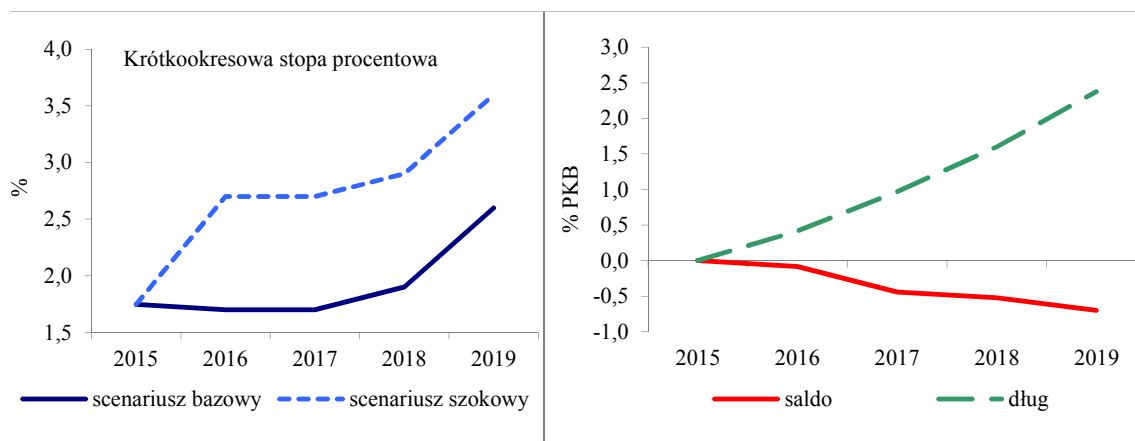 Krótkookresowa stopa procentowa
4,0
3,5
3,0
2,5
2,0
1,5
%
2015 2016 2017 2018 2019
scenariusz bazowy scenariusz szokowy
3,0
2,5
2,0
1,5
1,0
0,5
0,0
-0,5
-1,0
% PKB
2015 2016 2017 2018 2019
saldo dług